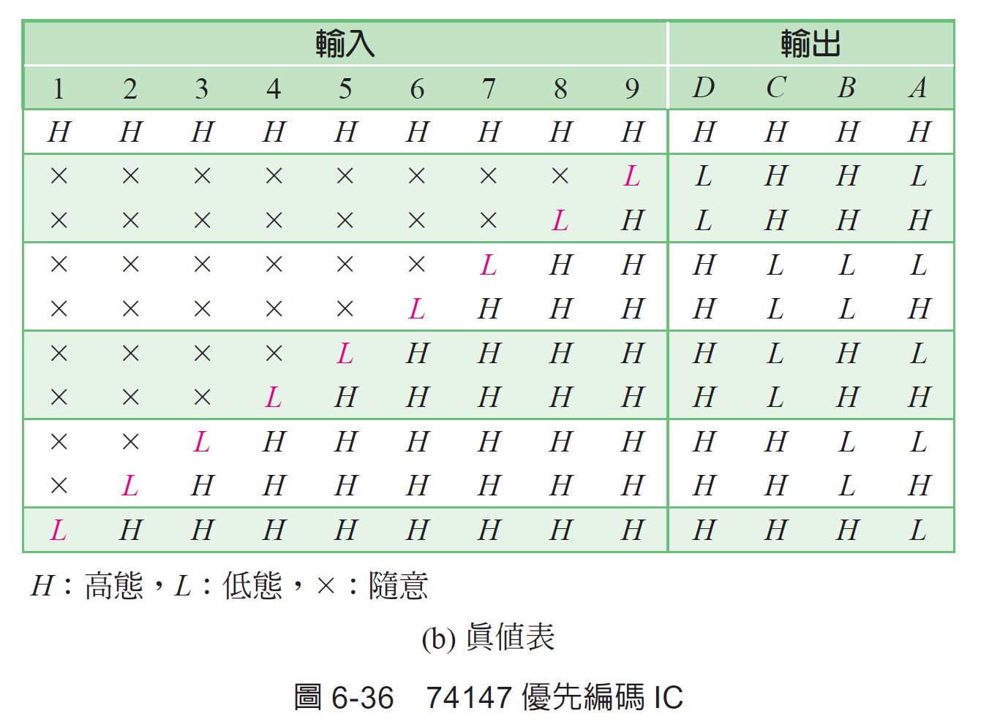 輸入 輸出
1 2 3 4 5 6 7 8 9 D C B A
H H H H H H H H H H H H H
× × × × × × × × L L H H L
× × × × × × × L H L H H H
× × × × × × L H H H L L L
× × × × × L H H H H L L H
× × × × L H H H H H L H L
× × × L H H H H H H L H H
× × L H H H H H H H H L L
× L H H H H H H H H H L H
L H H H H H H H H H H H L
H：高態，L：低態，×：隨意
(b) 眞値表
圖 6-36 74147 優先編碼 IC